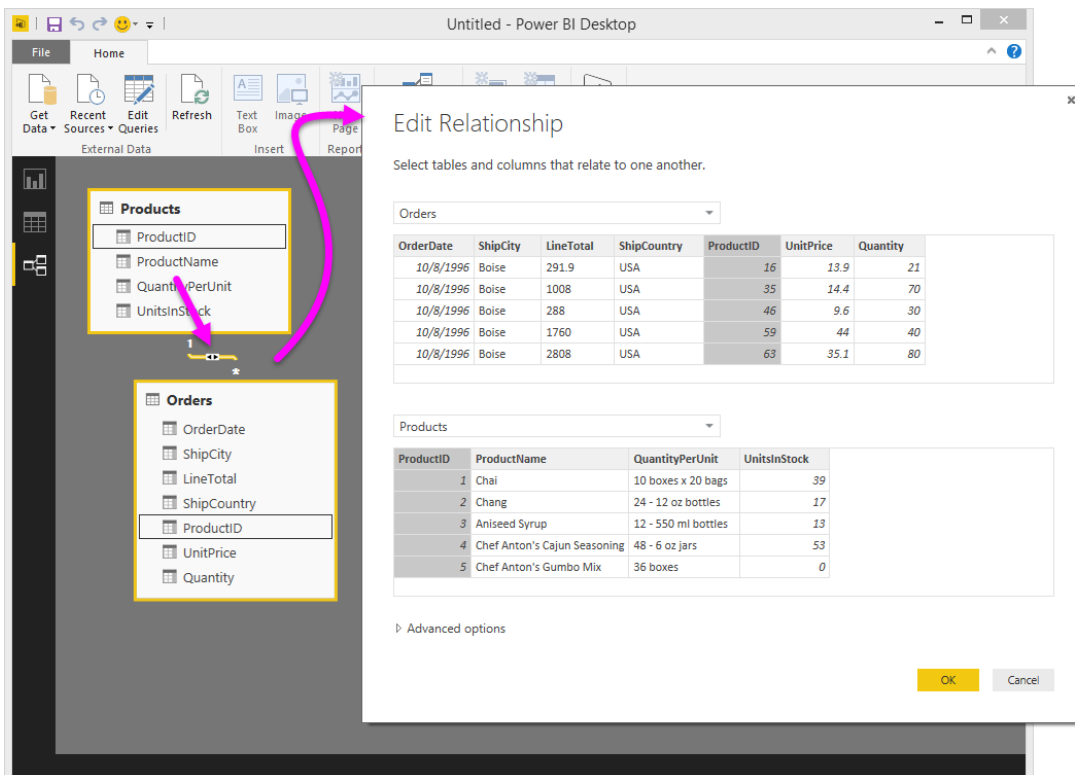 Untitled - Power BI Desktop
File Home
Get Data Recent Sources Edit Queries Refresh Text Box Image Page
External Data Insert Report
Products
ProductID
ProductName
QuantityPerUnit
UnitsInStock
1
*
Orders
OrderDate
ShipCity
LineTotal
ShipCountry
ProductID
UnitPrice
Quantity
Edit Relationship
Select tables and columns that relate to one another.
Orders
OrderDate ShipCity LineTotal ShipCountry ProductID UnitPrice Quantity
10/8/1996 Boise 291.9 USA 16 13.9 21
10/8/1996 Boise 1008 USA 35 14.4 70
10/8/1996 Boise 288 USA 46 9.6 30
10/8/1996 Boise 1760 USA 59 44 40
10/8/1996 Boise 2808 USA 63 35.1 80
Products
ProductID ProductName QuantityPerUnit UnitsInStock
1 Chai 10 boxes x 20 bags 39
2 Chang 24 - 12 oz bottles 17
3 Aniseed Syrup 12 - 550 ml bottles 13
4 Chef Anton's Cajun Seasoning 48 - 6 oz jars 53
5 Chef Anton's Gumbo Mix 36 boxes 0
Advanced options
OK Cancel